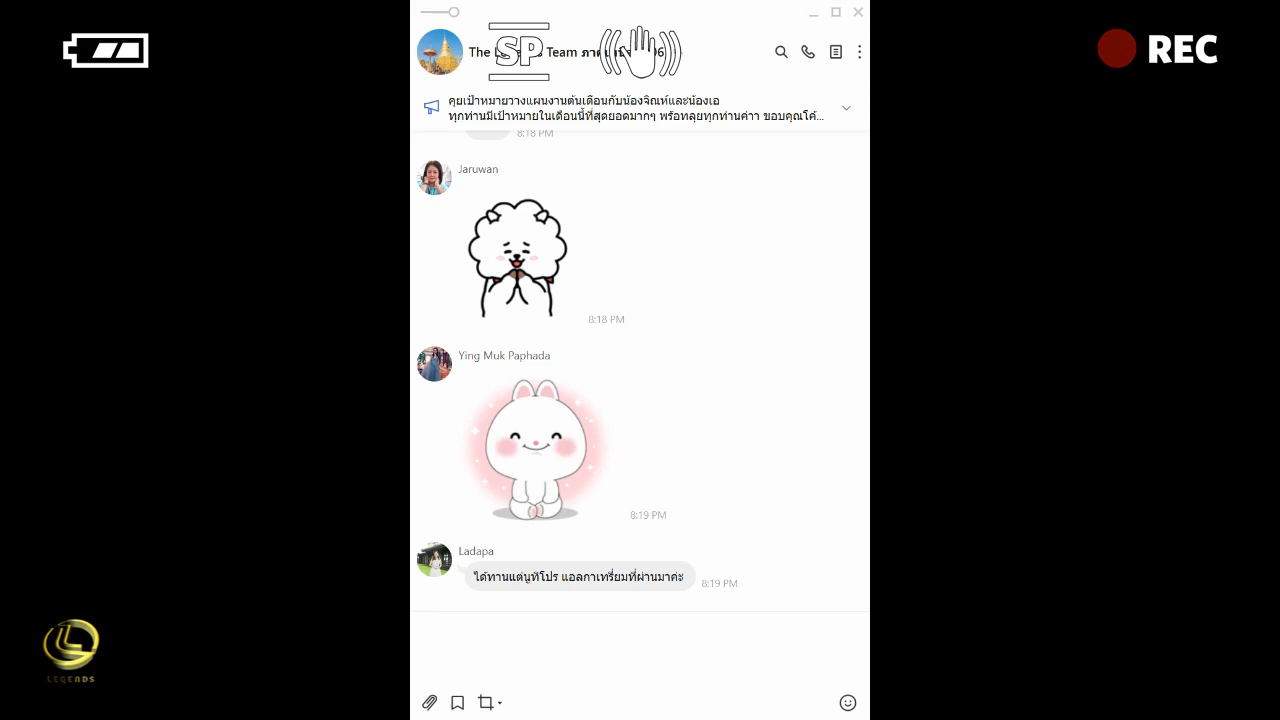 SP
REC
The
Team
คุยเป้าหมายวางแผนงานต้นเดือนกับน้องจิณห์และน้องเอ
ทุกท่านมีเป้าหมายในเดือนนี้ที่สุดยอดมากๆ พร้อทลุยทุกท่านค่าา ขอบคุณโค้...
8:18 PM
Jaruwan
8:18 PM
Ying Muk Paphada
8:19 PM
Ladapa
ได้ทานแต่นูทิโปร แอลกาเทรี่ยมที่ผ่านมาค่ะ
8:19 PM
LEGENDS